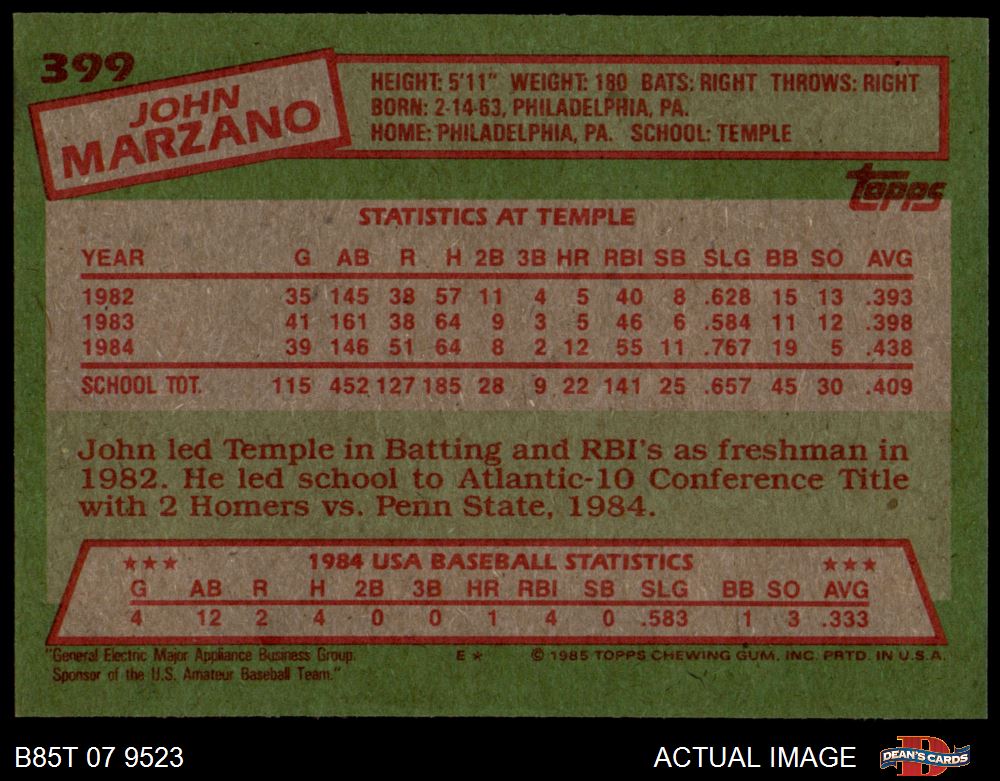 399
JOHN
MARZANO
HEIGHT: 5'11" WEIGHT: 180 BATS: RIGHT THROWS: RIGHT
BORN: 2-14-63, PHILADELPHIA, PA.
HOME: PHILADELPHIA, PA. SCHOOL: TEMPLE
topps
STATISTICS AT TEMPLE
YEAR G AB R H 2B 3B HR RBI SB SLG BB SO AVG
1982 35 145 38 57 11 4 5 40 8 .628 15 13 .393
1983 41 161 38 64 9 3 5 46 6 .584 11 12 .398
1984 39 146 51 64 8 2 12 55 11 .767 19 5 .438
SCHOOL TOT. 115 452 127 185 28 9 22 141 25 .657 45 30 .409
John led Temple in Batting and RBI's as freshman in
1982. He led school to Atlantic-10 Conference Title
with 2 Homers vs. Penn State, 1984.
★★★ 1984 USA BASEBALL STATISTICS ★★★
G AB R H 2B 3B HR RBI SB SLG BB SO AVG
4 12 2 4 0 0 1 4 0 .583 1 3 .333
"General Electric Major Appliance Business Group. E * © 1985 TOPPS CHEWING GUM, INC. PRTD. IN U.S.A.
Sponsor of the U.S. Amateur Baseball Team."
B85T 07 9523 ACTUAL IMAGE D DEAN'S CARDS